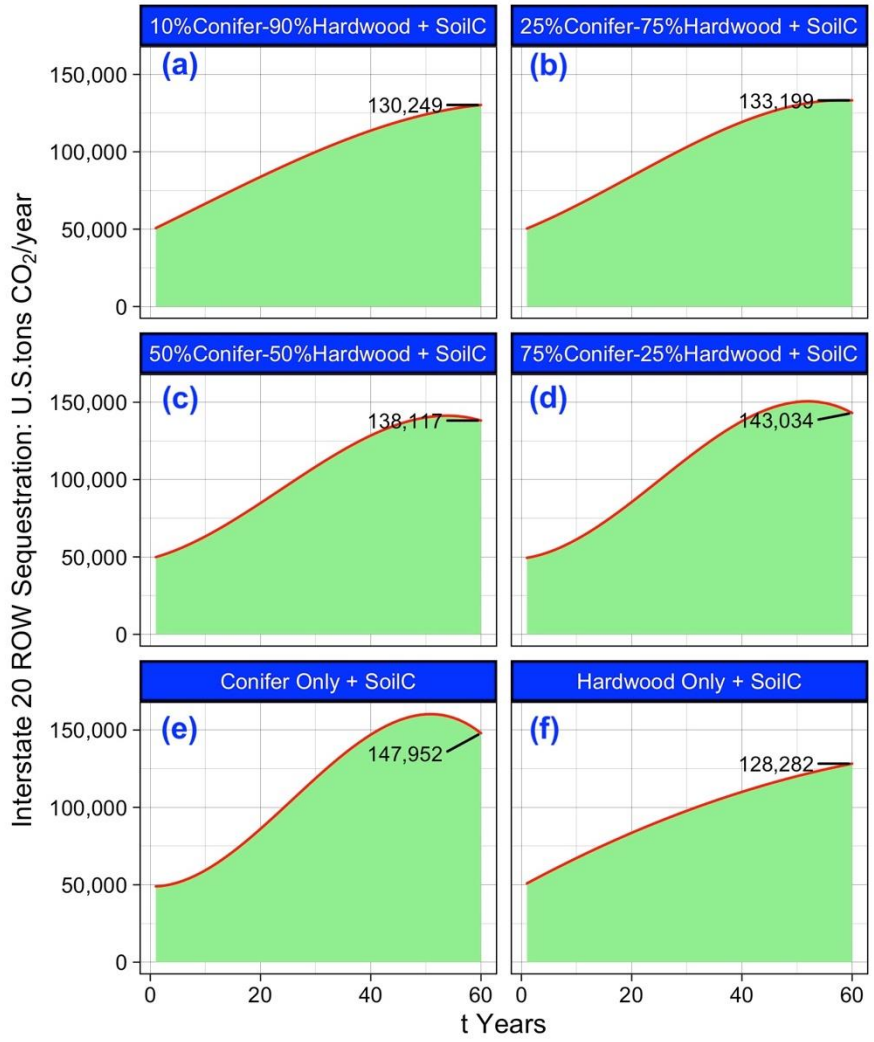 10%Conifer-90%Hardwood + SoilC
25%Conifer-75%Hardwood + SoilC
(a)
(b)
150,000
100,000
50,000
0
130,249
133,199
50%Conifer-50%Hardwood + SoilC
75%Conifer-25%Hardwood + SoilC
(c)
(d)
150,000
100,000
50,000
0
138,117
143,034
Conifer Only + SoilC
Hardwood Only + SoilC
(e)
(f)
150,000
100,000
50,000
0
147,952
128,282
0 20 40 60
0 20 40 60
t Years
Interstate 20 ROW Sequestration: U.S.tons CO₂/year